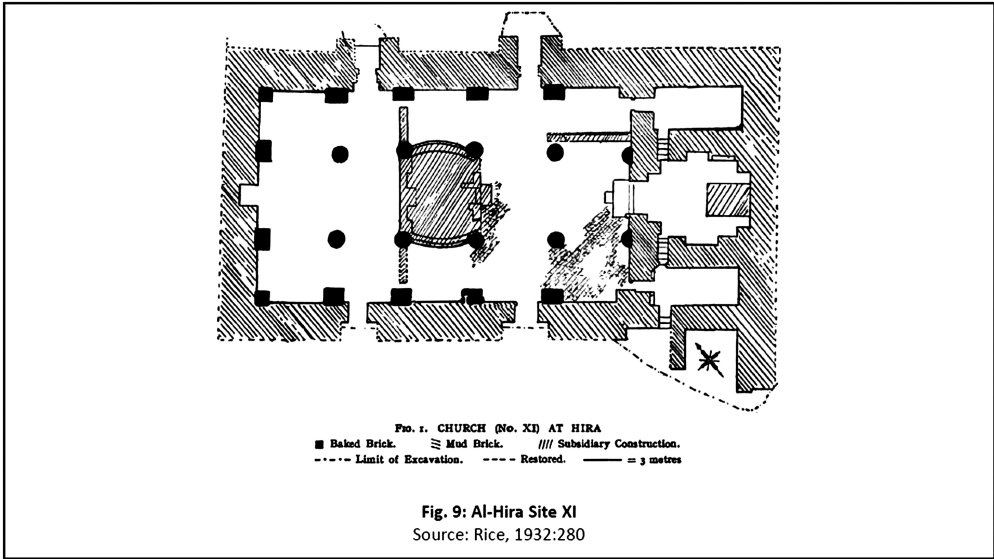 FIG. 1. CHURCH (No. XI) AT HIRA
Baked Brick. Mud Brick. Subsidiary Construction.
Limit of Excavation. Restored. = 3 metres
Fig. 9: Al-Hira Site XI
Source: Rice, 1932:280